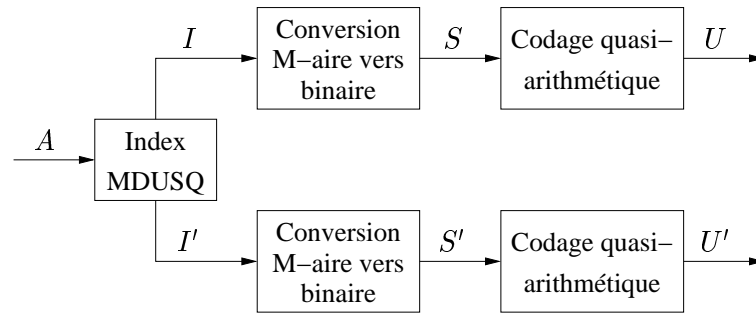 I
Conversion
M–aire vers
binaire
S
Codage quasi–
arithmétique
U
A
Index
MDUSQ
I'
Conversion
M–aire vers
binaire
S'
Codage quasi–
arithmétique
U'